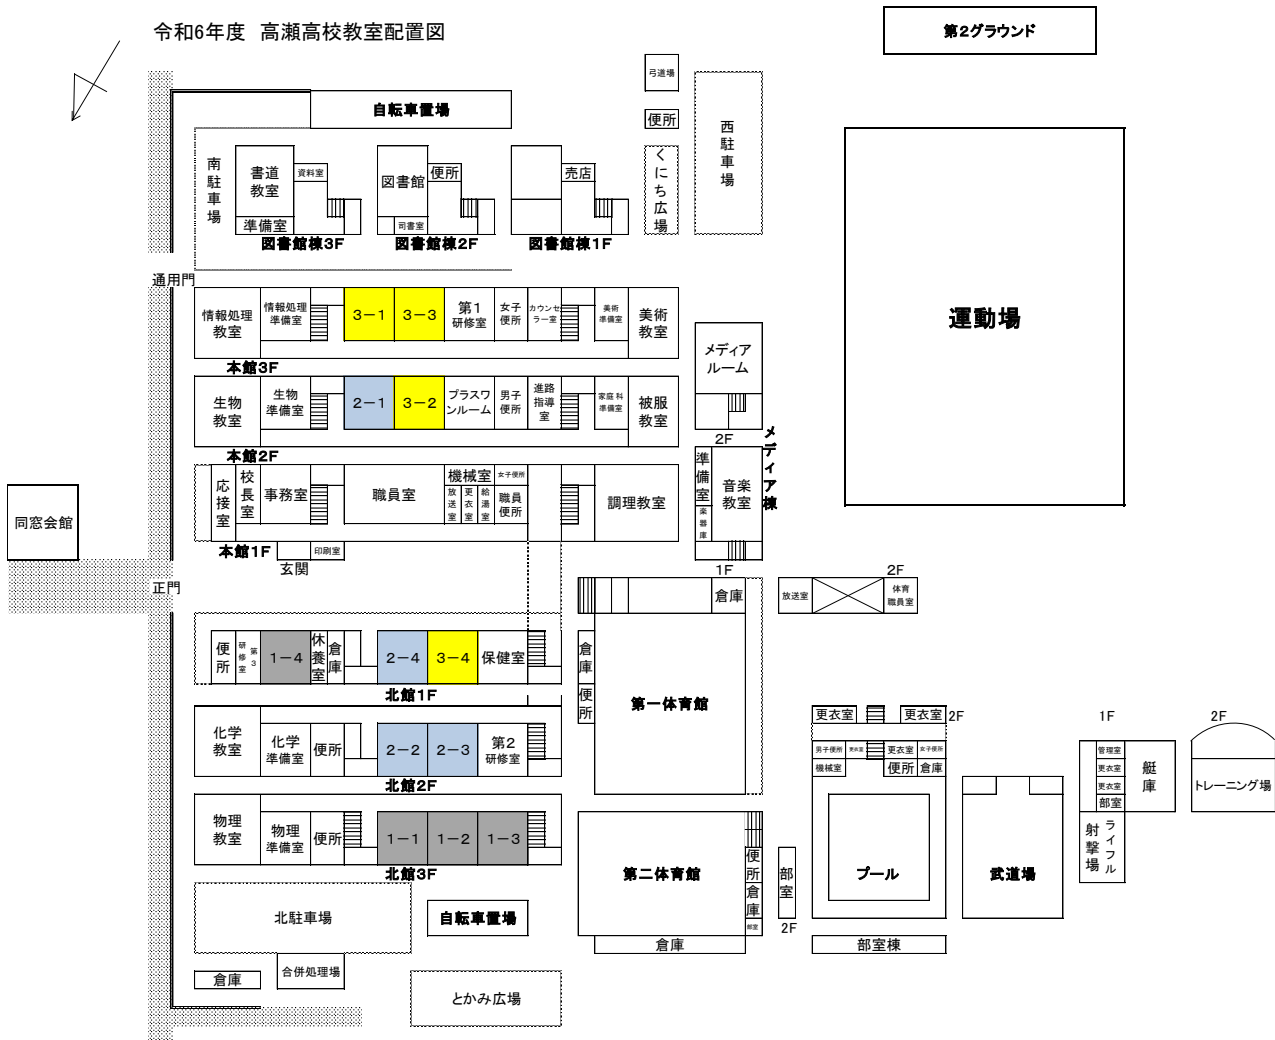 令和6年度 高瀬高校教室配置図
第2グラウンド
弓道場
自転車置場
便所
西駐車場
南駐車場
書道教室
資料室
準備室
図書館棟3F
図書館
便所
司書室
図書館棟2F
売店
図書館棟1F
くにち広場
運動場
通用門
情報処理教室
情報処理準備室
3-1
3-3
第1研修室
女子便所
カウンセラー室
美術準備室
美術教室
本館3F
メディアルーム
2F
生物教室
生物準備室
2-1
3-2
プラスワンルーム
男子便所
進路指導室
家庭科準備室
被服教室
本館2F
メディア棟
準備室
音楽教室
楽器庫
1F
応接室
校長室
事務室
職員室
機械室
女子便所
放送室
更衣室
給湯室
職員便所
調理教室
本館1F
印刷室
玄関
同窓会館
正門
倉庫
放送室
2F
体育職員室
便所
第3研修室
1-4
休養室
倉庫
2-4
3-4
保健室
北館1F
倉庫
便所
第一体育館
化学教室
化学準備室
便所
2-2
2-3
第2研修室
北館2F
更衣室
更衣室
2F
男子便所
更衣室
更衣室
女子便所
機械室
便所
倉庫
プール
武道場
1F
管理室
更衣室
更衣室
部室
艇庫
ライフル射撃場
2F
トレーニング場
物理教室
物理準備室
便所
1-1
1-2
1-3
北館3F
第二体育館
便所
倉庫
部室
部室
2F
倉庫
部室棟
北駐車場
自転車置場
合併処理場
倉庫
とかみ広場